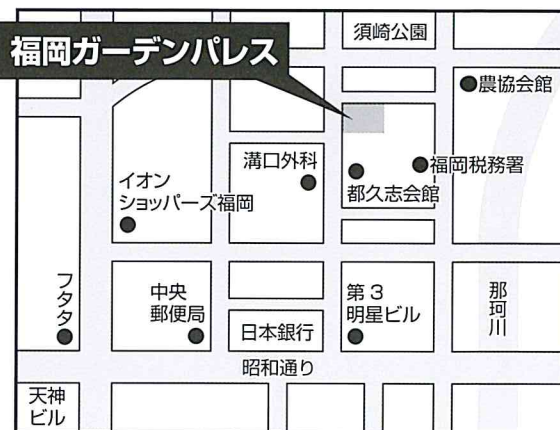 須崎公園
福岡ガーデンパレス
農協会館
溝口外科
福岡税務署
都久志会館
イオン
ショッパーズ福岡
フタタ
中央
郵便局
日本銀行
第3
明星ビル
那珂川
昭和通り
天神
ビル